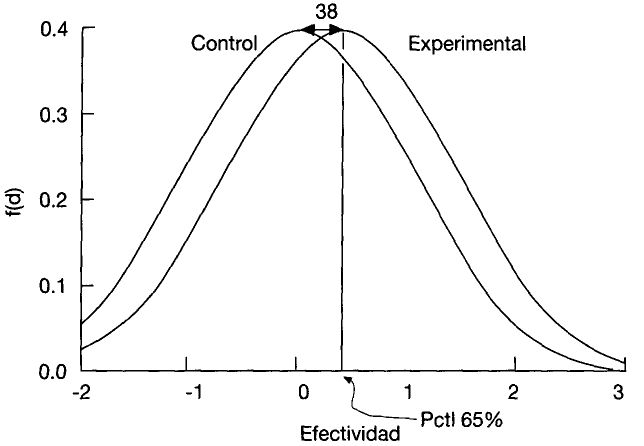 38
0.4
Control
Experimental
0.3
0.2
f(d)
0.1
0.0
-2
-1
0
1
2
3
Pctl 65%
Efectividad